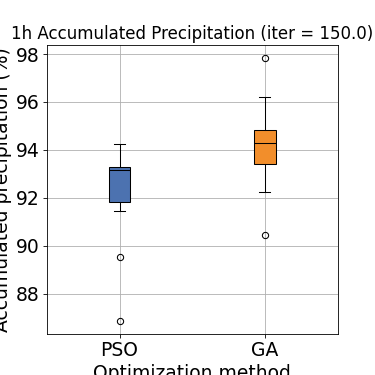 1h Accumulated Precipitation (iter = 150.0)
Accumulated precipitation (%)
98
96
94
92
90
88
PSO GA
Optimization method